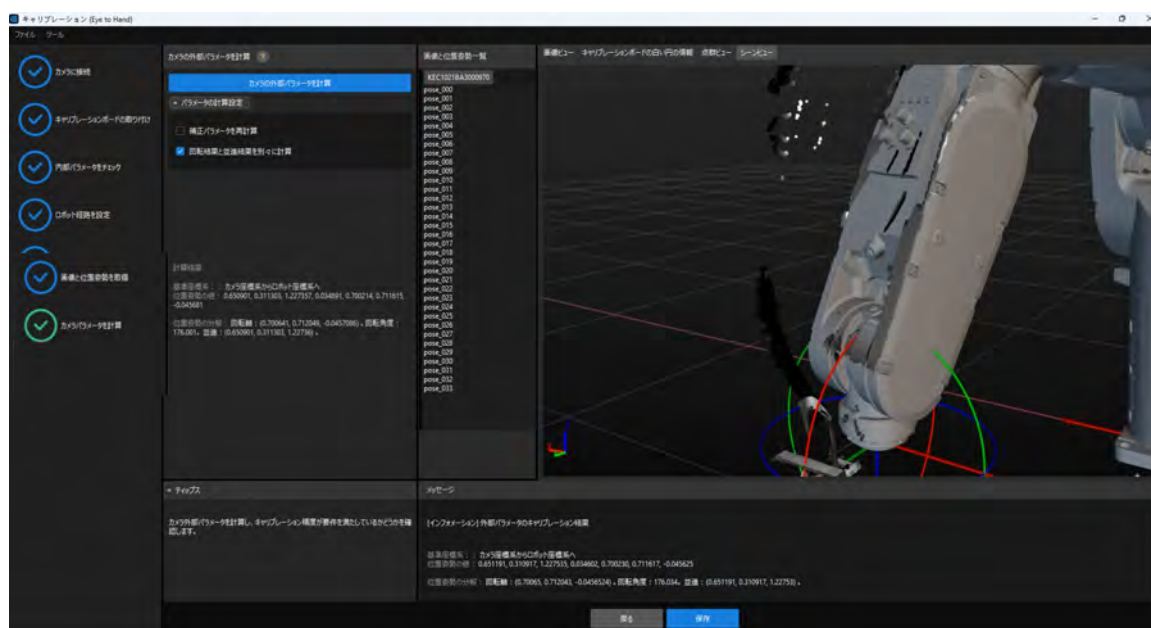 キャリブレーション (Eye to Hand)
ファイル ツール
カメラに接続
キャリブレーションボードの取り付け
内部パラメータをチェック
ロボット経路を設定
画像と位置姿勢を取得
カメラパラメータを計算
カメラの外部パラメータを計算 ?
カメラの外部パラメータを計算
パラメータの計算設定
補正パラメータを再計算
回転結果と並進結果を別々に計算
計算結果
基準座標系：：カメラ座標系からロボット座標系へ
位置姿勢の値：0.650901, 0.311303, 1.227357, 0.034891, 0.700214, 0.711615,
-0.045681
位置姿勢の分解：回転軸：(0.700641, 0.712049, -0.0457086) 、回転角度：
176.001、並進：(0.650901, 0.311303, 1.22736) 。
画像と位置姿勢一覧
KEC1021BA3000970
pose_000
pose_001
pose_002
pose_003
pose_004
pose_005
pose_006
pose_007
pose_008
pose_009
pose_010
pose_011
pose_012
pose_013
pose_014
pose_015
pose_016
pose_017
pose_018
pose_019
pose_020
pose_021
pose_022
pose_023
pose_024
pose_025
pose_026
pose_027
pose_028
pose_029
pose_030
pose_031
pose_032
pose_033
画像ビュー キャリブレーションボードの白い円の情報 点群ビュー シーンビュー
ティップス
カメラ外部パラメータを計算し、キャリブレーション精度が要件を満たしているかどうかを確
認します。
メッセージ
[インフォメーション] 外部パラメータのキャリブレーション結果
基準座標系：：カメラ座標系からロボット座標系へ
位置姿勢の値：0.651191, 0.310917, 1.227535, 0.034602, 0.700230, 0.711617, -0.045625
位置姿勢の分解：回転軸：(0.70065, 0.712043, -0.0456524) 、回転角度：176.034、並進：(0.651191, 0.310917, 1.22753) 。
戻る 保存